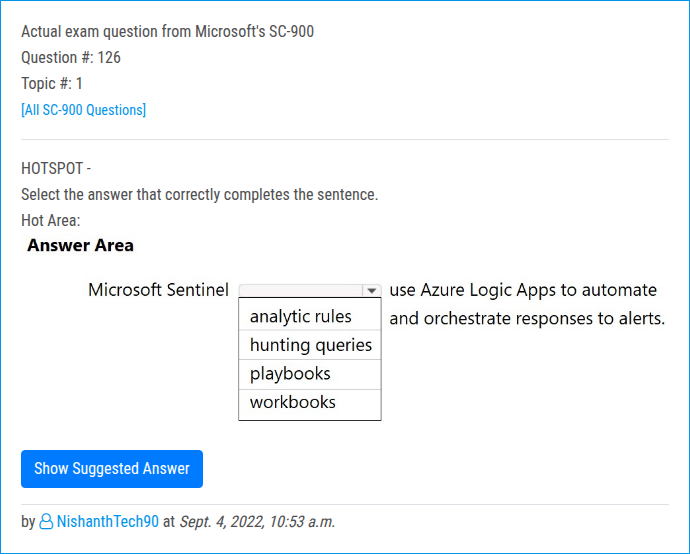 Actual exam question from Microsoft's SC-900
Question #: 126
Topic #: 1
[All SC-900 Questions]
HOTSPOT -
Select the answer that correctly completes the sentence.
Hot Area:
Answer Area
Microsoft Sentinel
analytic rules
hunting queries
playbooks
workbooks
use Azure Logic Apps to automate
and orchestrate responses to alerts.
Show Suggested Answer
by NishanthTech90 at Sept. 4, 2022, 10:53 a.m.